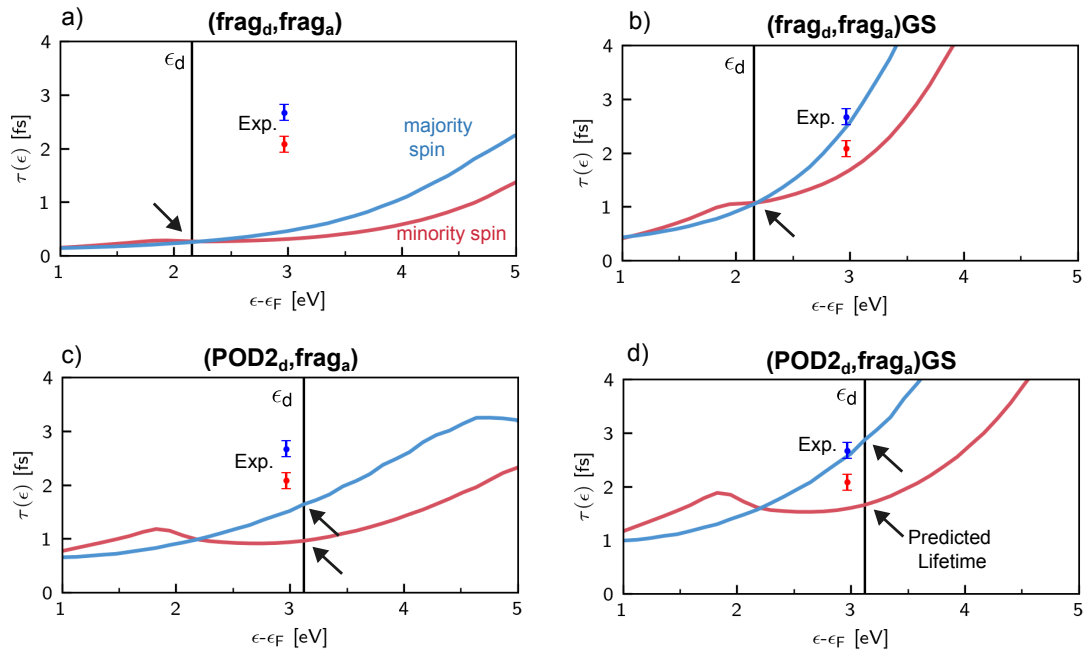 a)
(frag_d,frag_a)
4
3
2
1
0
τ(ϵ) [fs]
ϵ_d
Exp.
majority
spin
minority spin
1 2 3 4 5
ϵ-ϵ_F [eV]
b)
(frag_d,frag_a)GS
4
3
2
1
0
τ(ϵ) [fs]
ϵ_d
Exp.
1 2 3 4 5
ϵ-ϵ_F [eV]
c)
(POD2_d,frag_a)
4
3
2
1
0
τ(ϵ) [fs]
ϵ_d
Exp.
1 2 3 4 5
ϵ-ϵ_F [eV]
d)
(POD2_d,frag_a)GS
4
3
2
1
0
τ(ϵ) [fs]
ϵ_d
Exp.
Predicted
Lifetime
1 2 3 4 5
ϵ-ϵ_F [eV]